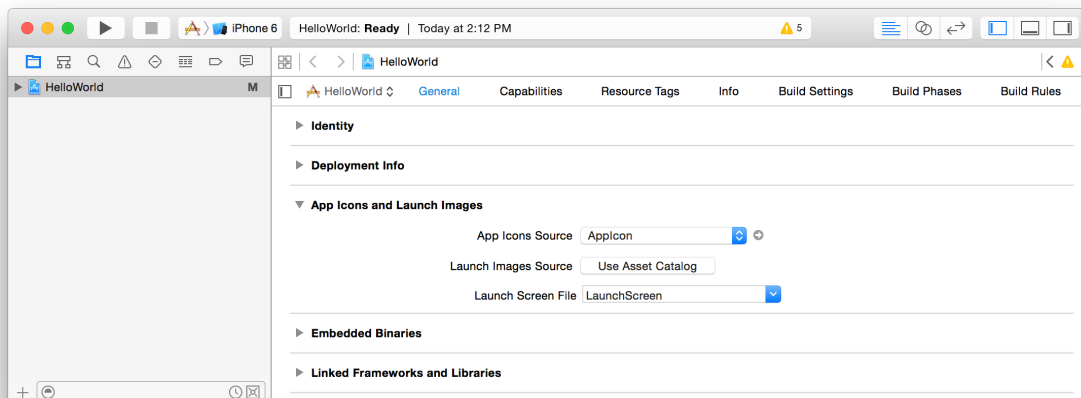 iPhone 6 HelloWorld: Ready | Today at 2:12 PM 5
HelloWorld
HelloWorld M
HelloWorld General Capabilities Resource Tags Info Build Settings Build Phases Build Rules
Identity
Deployment Info
App Icons and Launch Images
App Icons Source AppIcon
Launch Images Source Use Asset Catalog
Launch Screen File LaunchScreen
Embedded Binaries
Linked Frameworks and Libraries